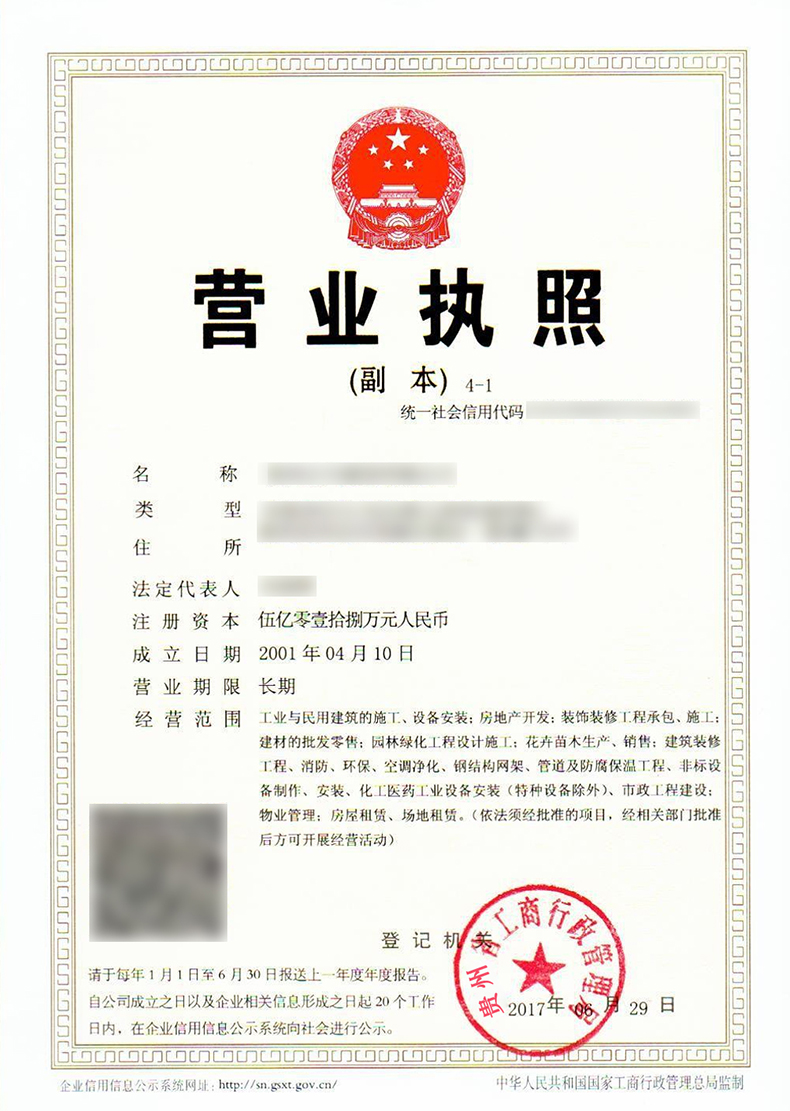 营业执照
(副 本) 4-1
统一社会信用代码
名 称
类 型
住 所
法定代表人
注册资本 伍亿零壹拾捌万元人民币
成立日期 2001年04月10日
营业期限 长期
经营范围 工业与民用建筑的施工、设备安装；房地产开发；装饰装修工程承包、施工；
建材的批发零售；园林绿化工程设计施工；花卉苗木生产、销售；建筑装修
工程、消防、环保、空调净化、钢结构网架、管道及防腐保温工程、非标设
备制作、安装、化工医药工业设备安装（特种设备除外）、市政工程建设；
物业管理；房屋租赁、场地租赁。（依法须经批准的项目，经相关部门批准
后方可开展经营活动）
登记机关
贵州省工商行政管理局
2017年06月29日
请于每年1月1日至6月30日报送上一年度年度报告。
自公司成立之日以及企业相关信息形成之日起20个工作
日内，在企业信用信息公示系统向社会进行公示。
企业信用信息公示系统网址：http://sn.gsxt.gov.cn/
中华人民共和国国家工商行政管理总局监制